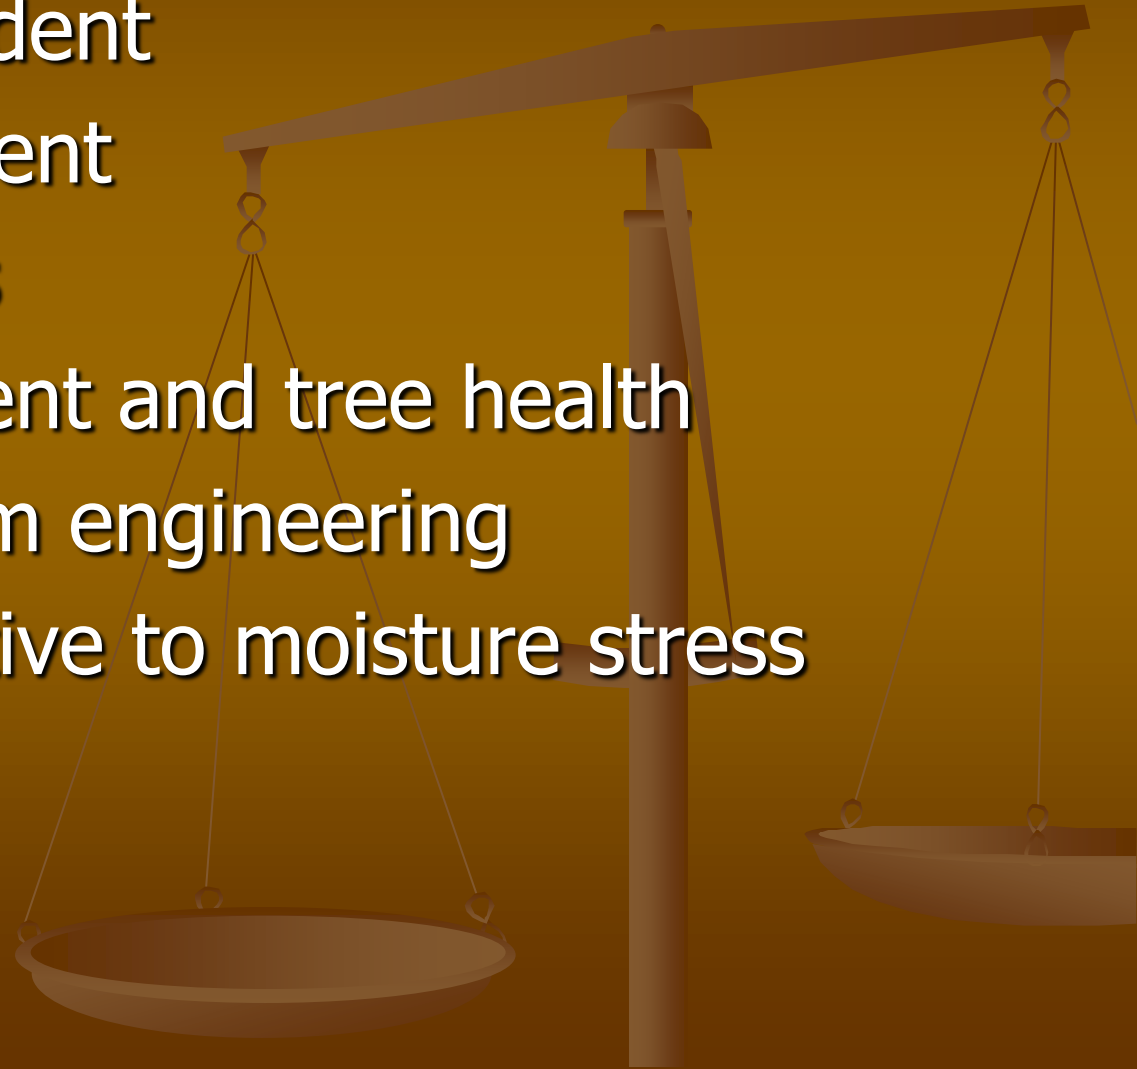 dent
ent
s
ent and tree health
m engineering
ive to moisture stress